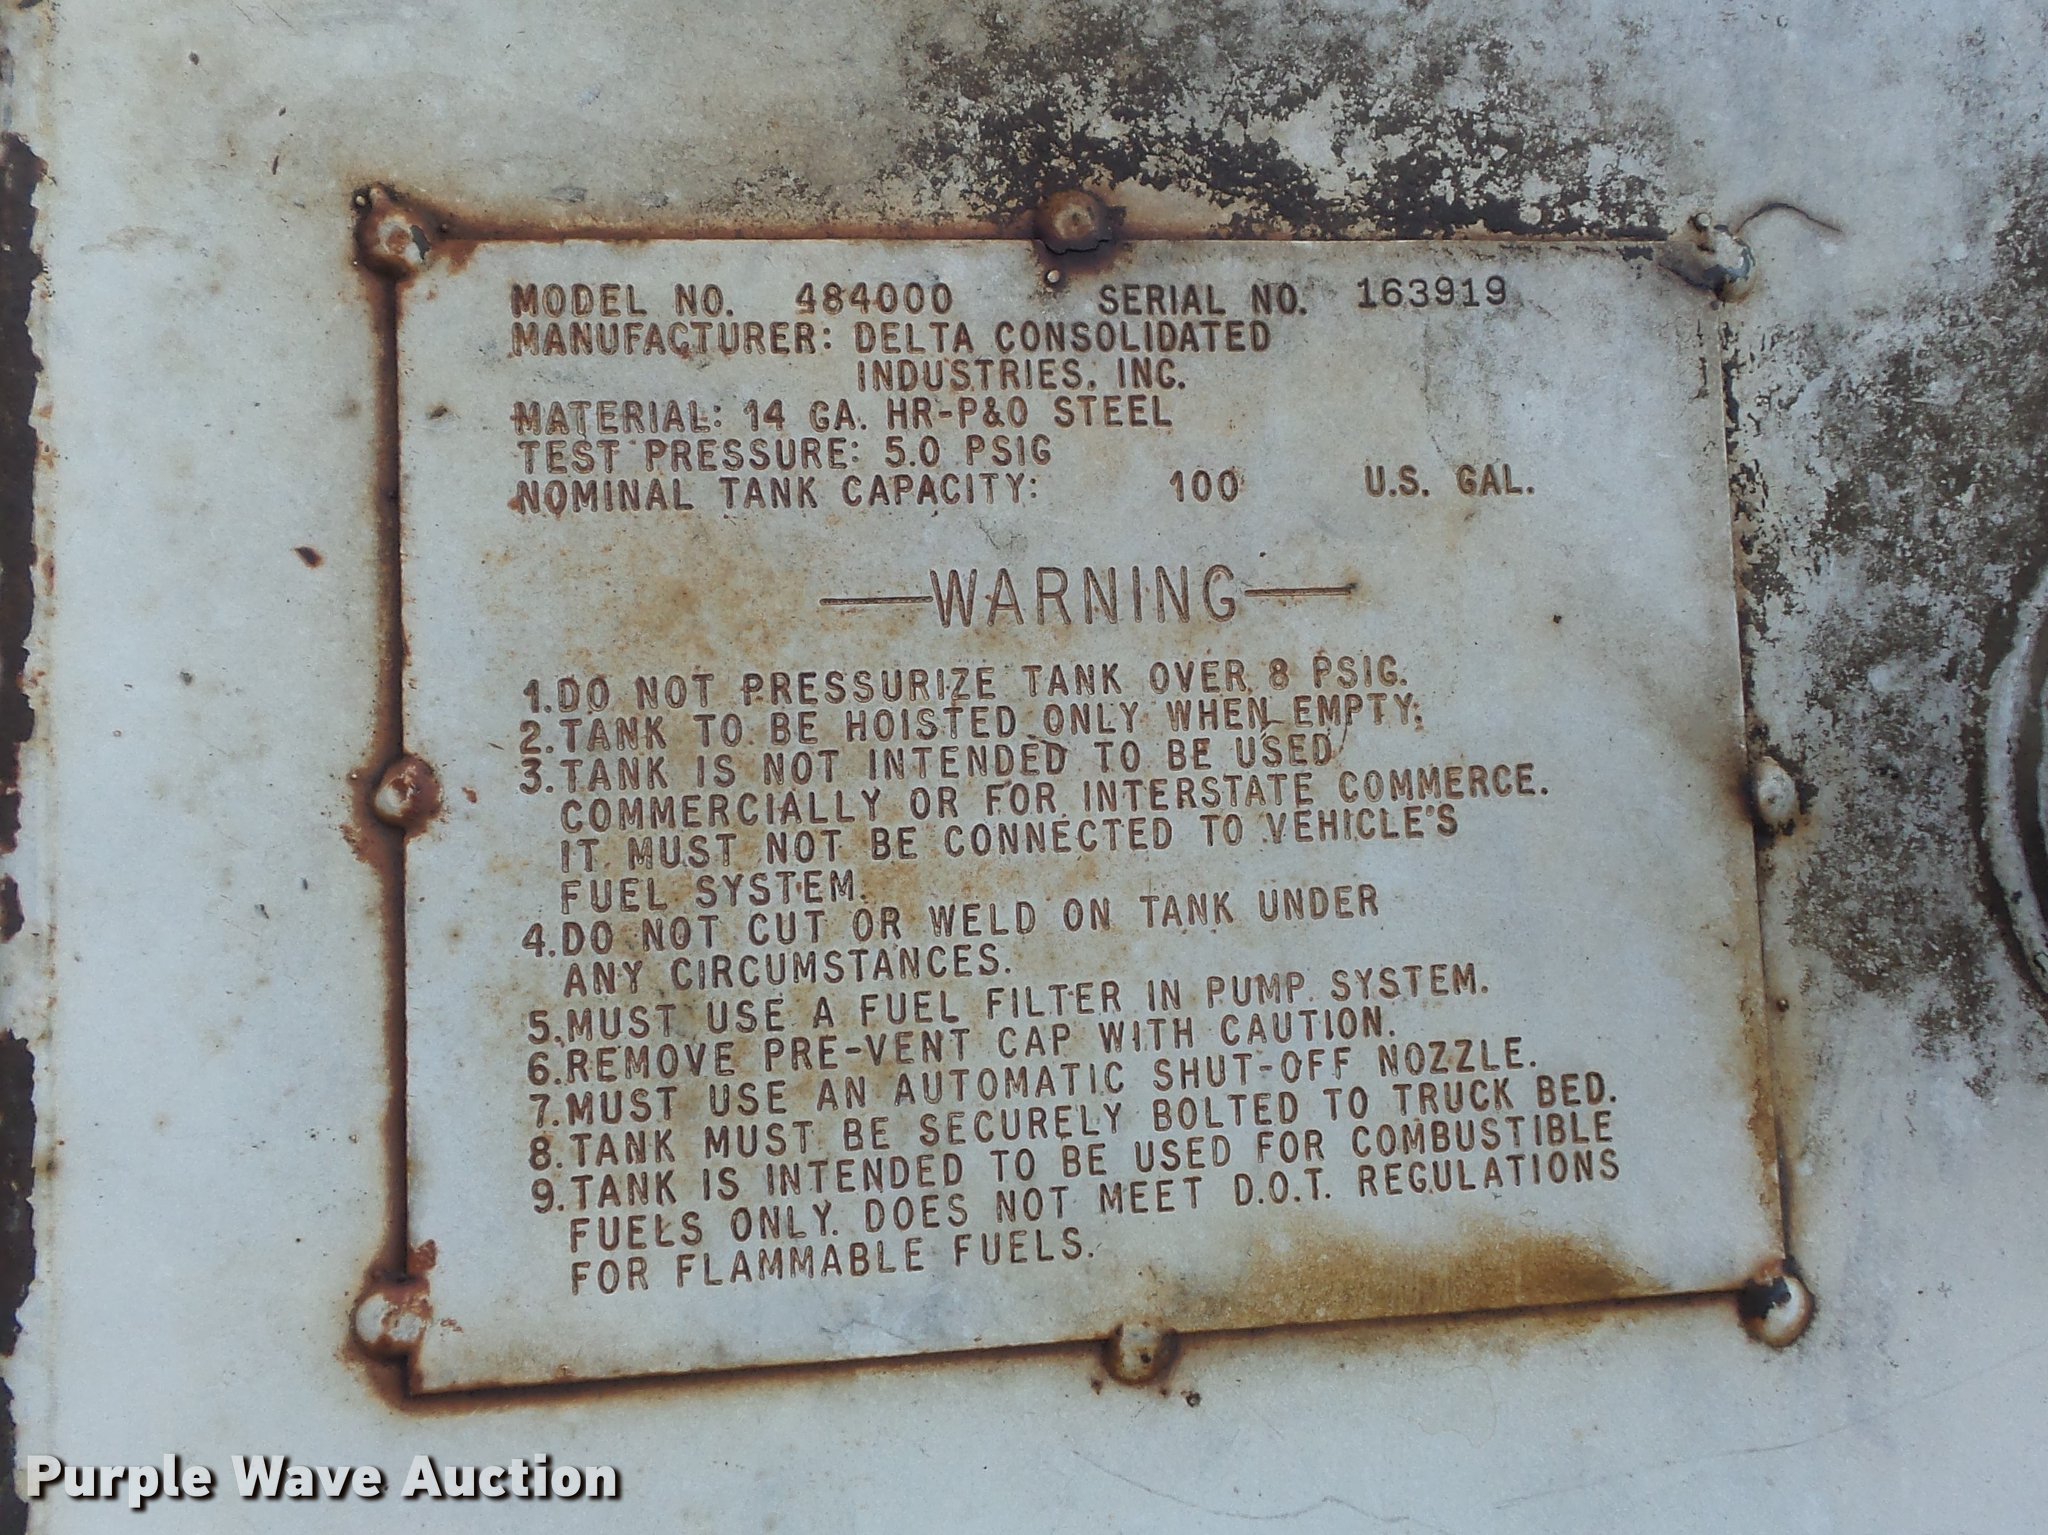 MODEL NO. 484000 SERIAL NO. 163919
MANUFACTURER: DELTA CONSOLIDATED
INDUSTRIES, INC.
MATERIAL: 14 GA. HR-P&O STEEL
TEST PRESSURE: 5.0 PSIG
NOMINAL TANK CAPACITY: 100 U.S. GAL.
WARNING
1. DO NOT PRESSURIZE TANK OVER 8 PSIG.
2. TANK TO BE HOISTED ONLY WHEN EMPTY.
3. TANK IS NOT INTENDED TO BE USED
COMMERCIALLY OR FOR INTERSTATE COMMERCE.
IT MUST NOT BE CONNECTED TO VEHICLE'S
FUEL SYSTEM.
4. DO NOT CUT OR WELD ON TANK UNDER
ANY CIRCUMSTANCES.
5. MUST USE A FUEL FILTER IN PUMP SYSTEM.
6. REMOVE PRE-VENT CAP WITH CAUTION.
7. MUST USE AN AUTOMATIC SHUT-OFF NOZZLE.
8. TANK MUST BE SECURELY BOLTED TO TRUCK BED.
9. TANK IS INTENDED TO BE USED FOR COMBUSTIBLE
FUELS ONLY. DOES NOT MEET D.O.T. REGULATIONS
FOR FLAMMABLE FUELS.
Purple Wave Auction